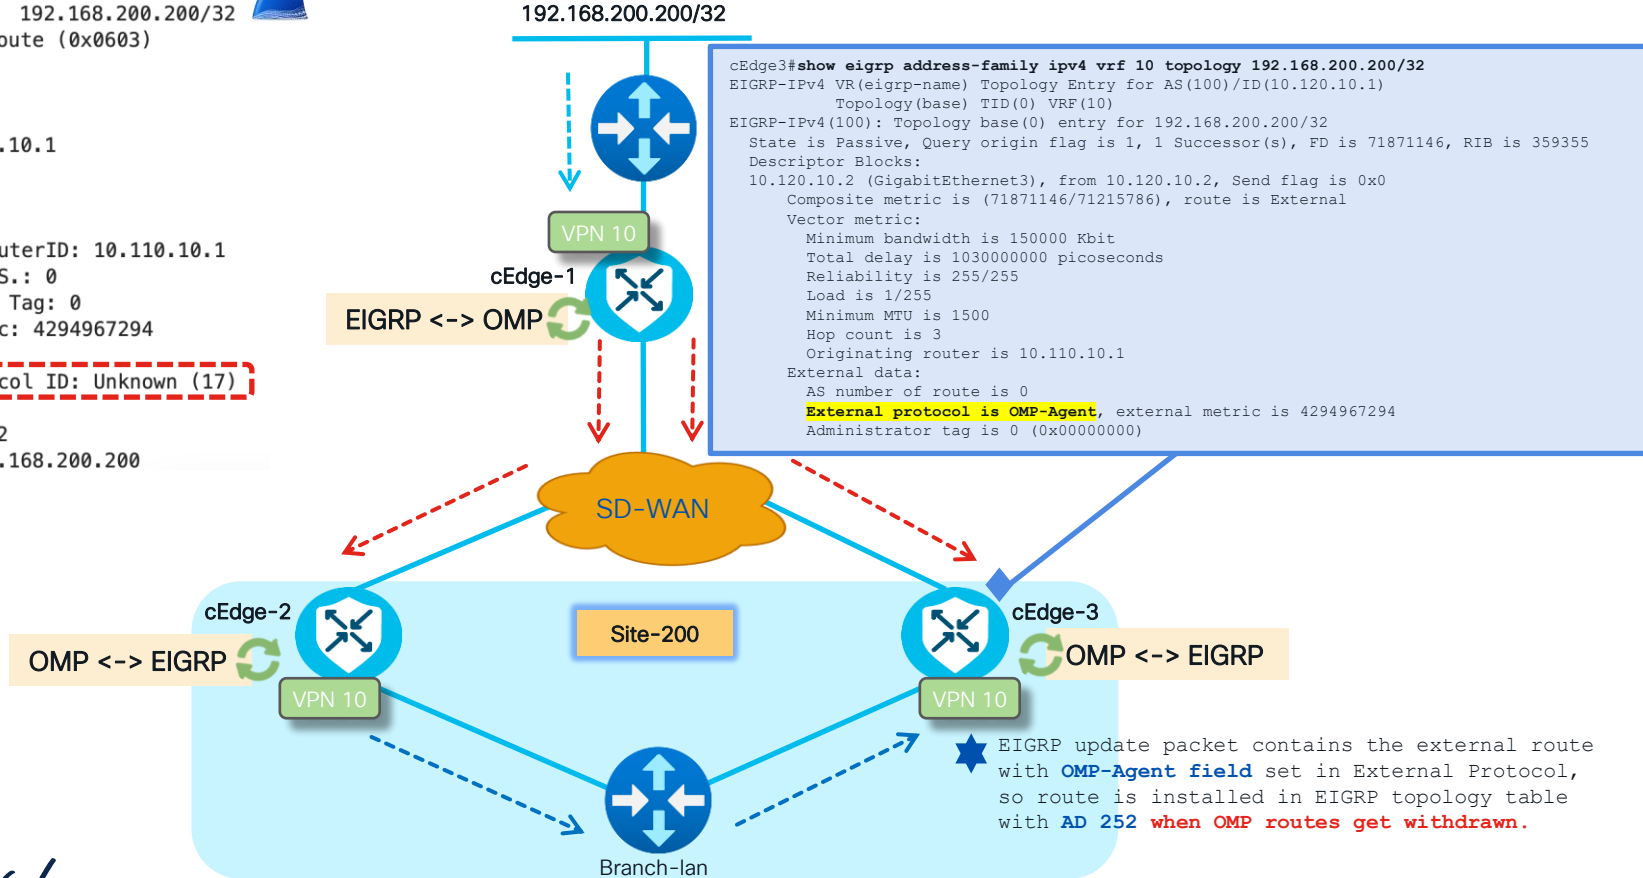 192.168.200.200/32
oute (0x0603)
.10.1
uterID: 10.110.10.1
S.: 0
Tag: 0
c: 4294967294
col ID: Unknown (17)
2
.168.200.200
192.168.200.200/32
VPN 10
cEdge-1
EIGRP <-> OMP
cEdge3#show eigrp address-family ipv4 vrf 10 topology 192.168.200.200/32
EIGRP-IPv4 VR(eigrp-name) Topology Entry for AS(100)/ID(10.120.10.1)
Topology(base) TID(0) VRF(10)
EIGRP-IPv4(100): Topology base(0) entry for 192.168.200.200/32
State is Passive, Query origin flag is 1, 1 Successor(s), FD is 71871146, RIB is 359355
Descriptor Blocks:
10.120.10.2 (GigabitEthernet3), from 10.120.10.2, Send flag is 0x0
Composite metric is (71871146/71215786), route is External
Vector metric:
Minimum bandwidth is 150000 Kbit
Total delay is 1030000000 picoseconds
Reliability is 255/255
Load is 1/255
Minimum MTU is 1500
Hop count is 3
Originating router is 10.110.10.1
External data:
AS number of route is 0
External protocol is OMP-Agent, external metric is 4294967294
Administrator tag is 0 (0x00000000)
SD-WAN
cEdge-2
Site-200
cEdge-3
OMP <-> EIGRP
OMP <-> EIGRP
VPN 10
VPN 10
EIGRP update packet contains the external route
with OMP-Agent field set in External Protocol,
so route is installed in EIGRP topology table
with AD 252 when OMP routes get withdrawn.
Branch-lan